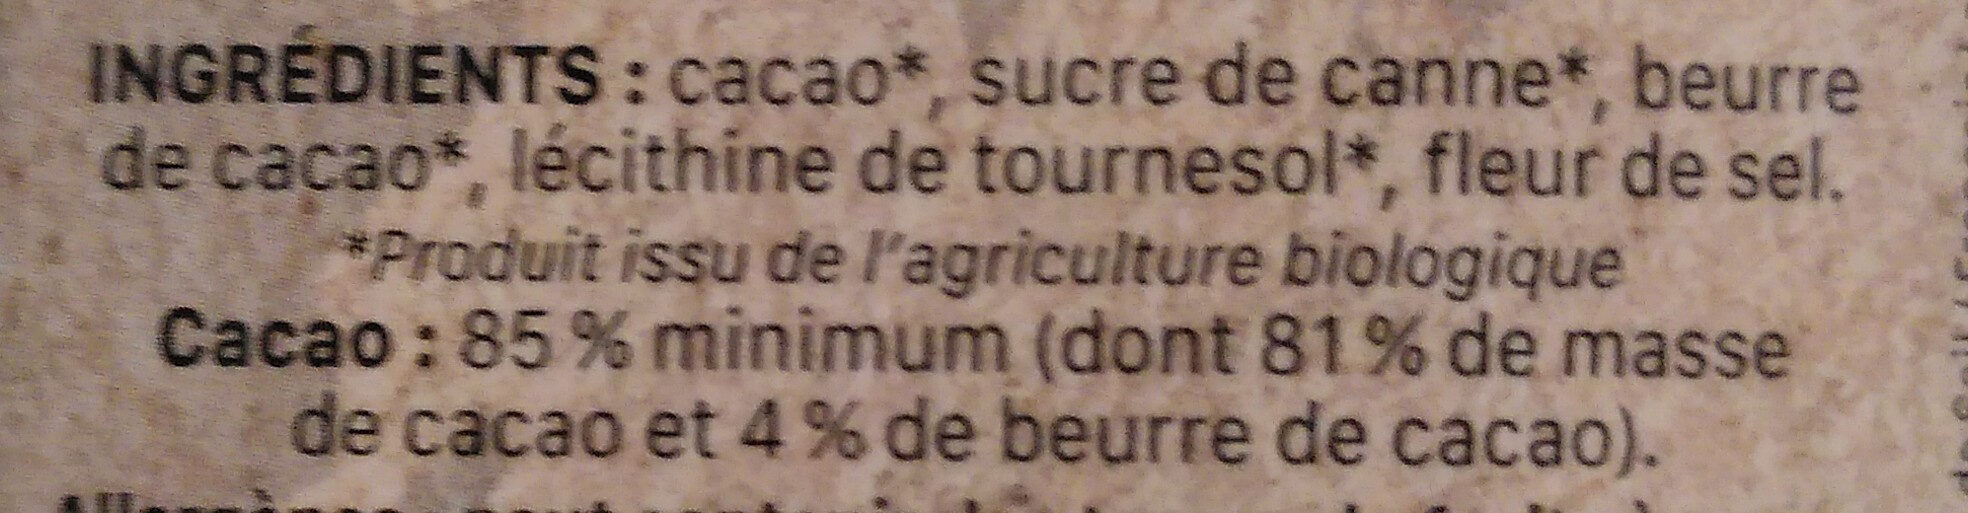 INGRÉDIENTS : cacao*, sucre de canne*, beurre
de cacao*, lécithine de tournesol*, fleur de sel.
*Produit issu de l'agriculture biologique
Cacao : 85 % minimum (dont 81 % de masse
de cacao et 4 % de beurre de cacao).